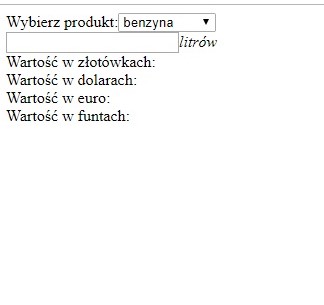 Wybierz produkt: benzyna
litrów
Wartość w złotówkach:
Wartość w dolarach:
Wartość w euro:
Wartość w funtach: